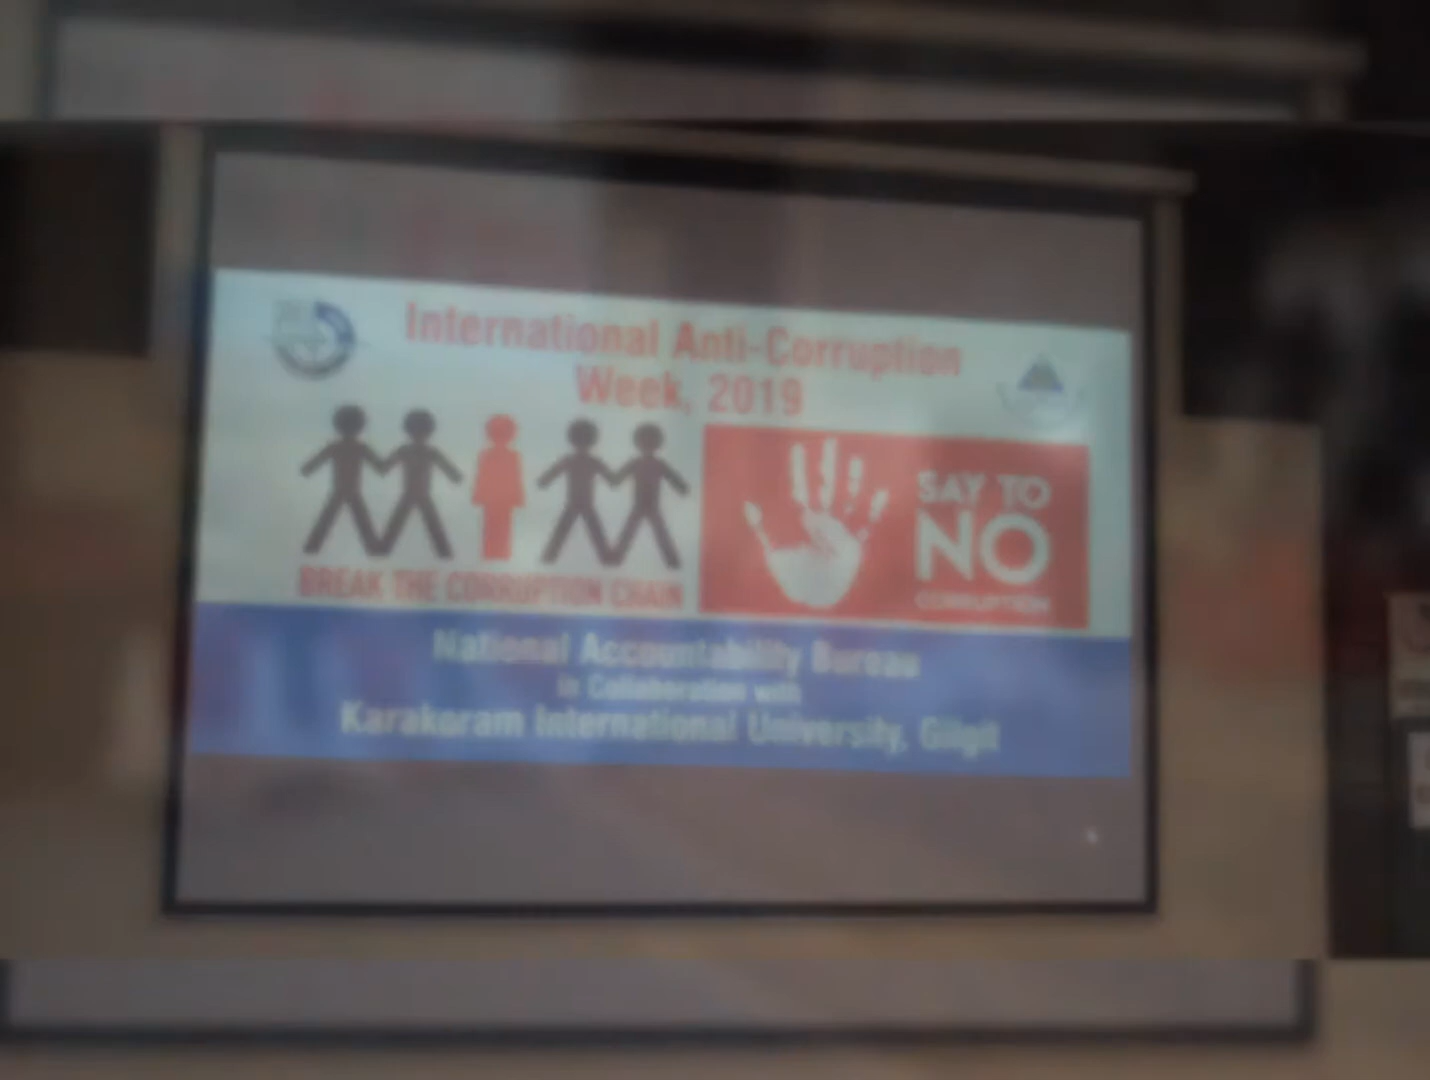 International Anti-Corruption
Week, 2019
BREAK THE CORRUPTION CHAIN
SAY TO
NO
CORRUPTION
National Accountability Bureau
in Collaboration with
Karakoram International University, Gilgit